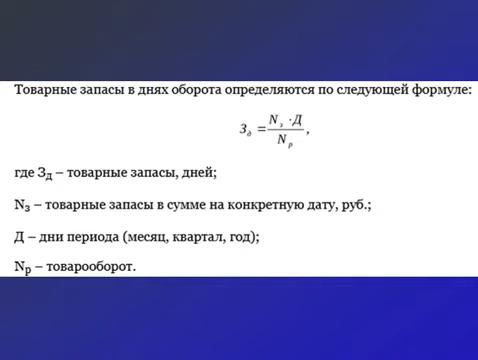 Товарные запасы в днях оборота определяются по следующей формуле:
З_д = (N_з · Д) / N_р ,
где З_д – товарные запасы, дней;
N_з – товарные запасы в сумме на конкретную дату, руб.;
Д – дни периода (месяц, квартал, год);
N_р – товарооборот.